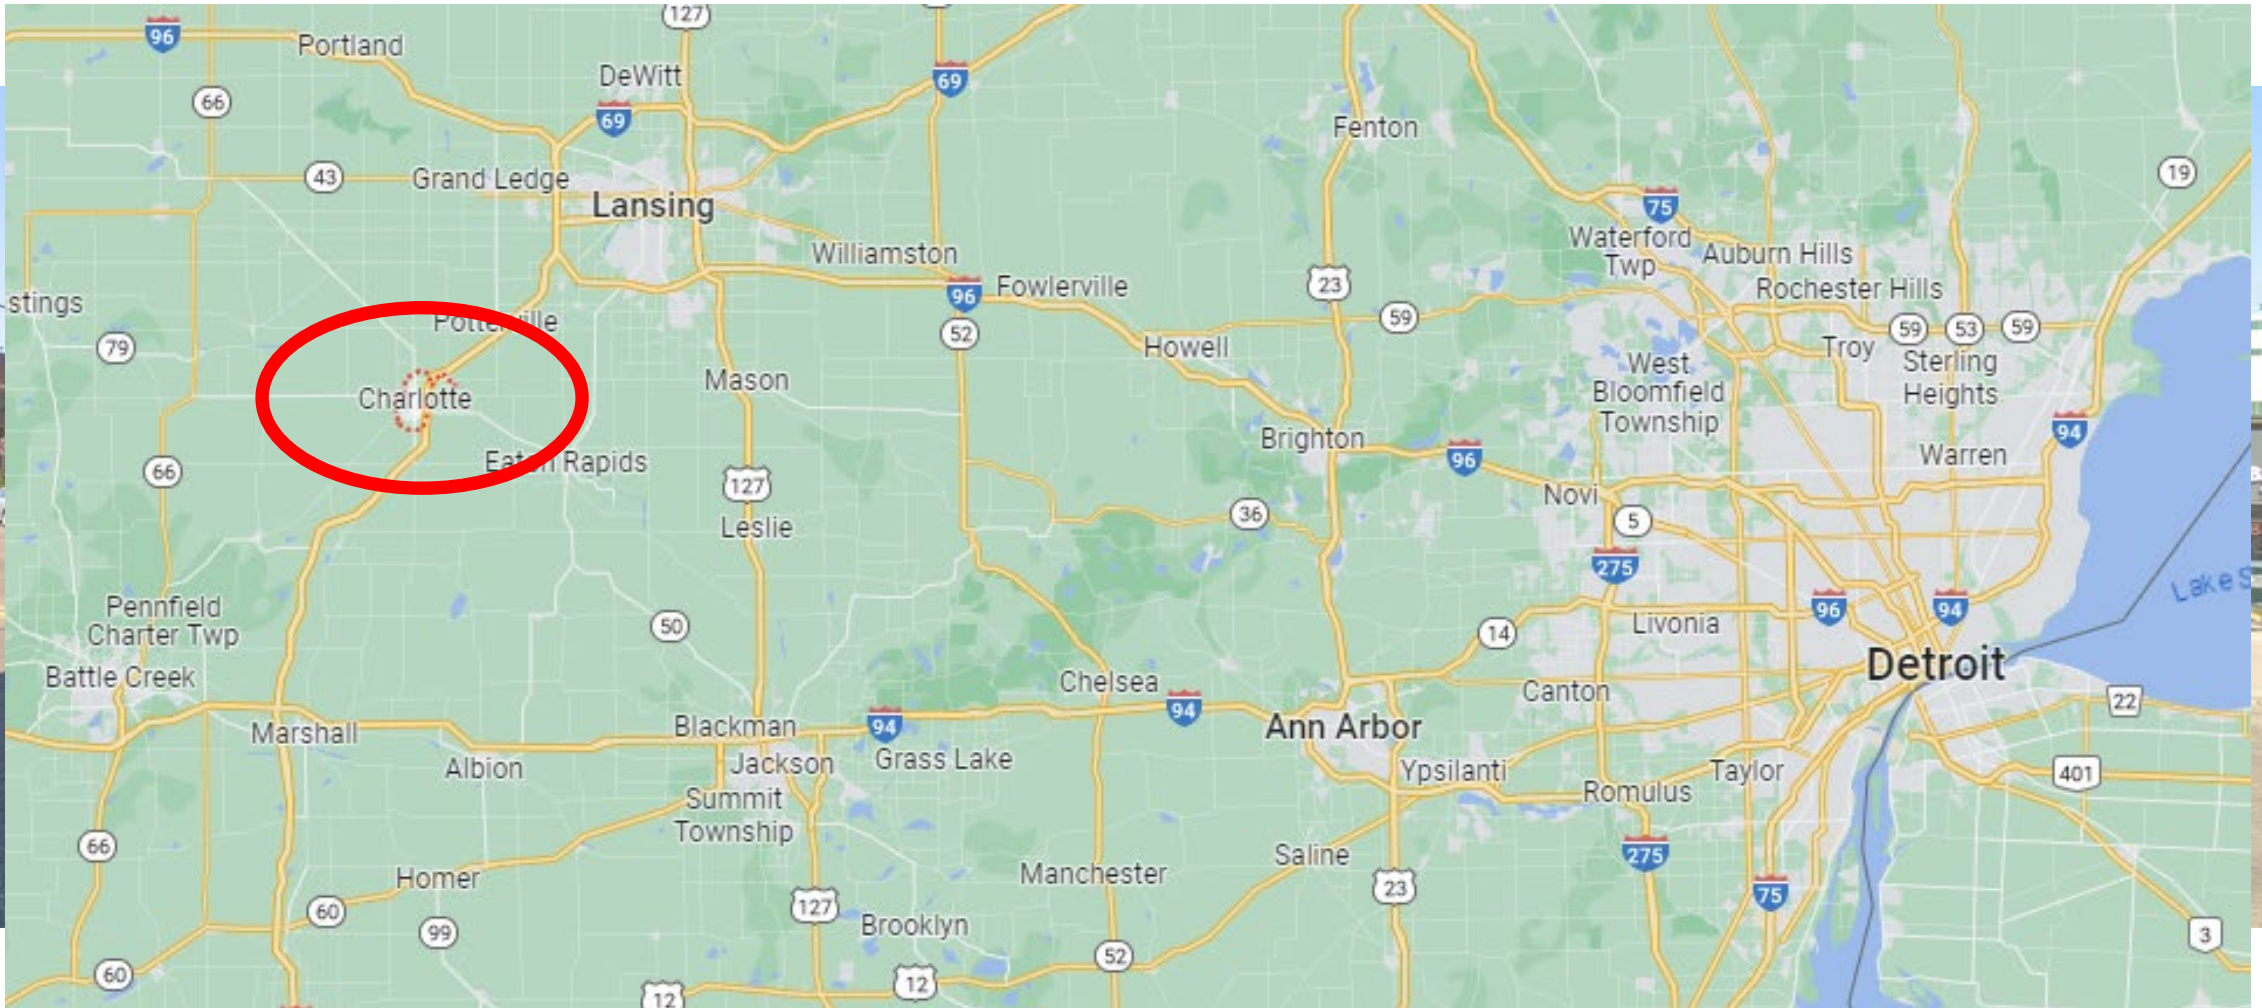 127
96
Portland
DeWitt
69
66
69
Fenton
43
Grand Ledge
19
Lansing
75
Waterford
Twp
Williamston
Auburn Hills
23
96
Fowlerville
Rochester Hills
stings
Potterville
59
59
53
59
52
79
Howell
Troy
West
Bloomfield
Township
Sterling
Heights
Mason
Charlotte
Brighton
94
96
Warren
66
Eaton Rapids
127
Novi
36
5
Leslie
275
Lake S
Pennfield
Charter Twp
96
94
50
14
Livonia
Detroit
Battle Creek
Chelsea
Canton
22
94
94
Marshall
Blackman
Ann Arbor
Albion
Jackson
Grass Lake
Ypsilanti
Taylor
401
Romulus
Summit
Township
66
Saline
275
Homer
Manchester
23
75
60
127
99
Brooklyn
3
52
60
12
12